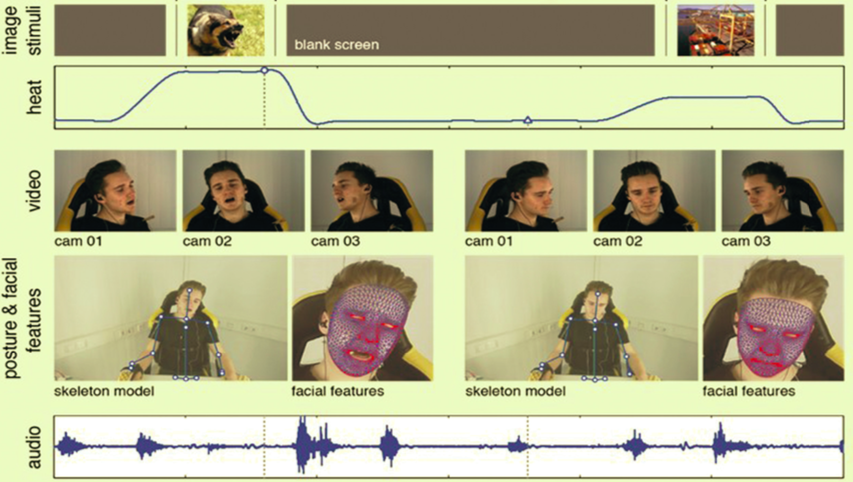 image
stimuli
blank screen
heat
video
cam 01
cam 02
cam 03
cam 01
cam 02
cam 03
posture & facial
features
skeleton model
facial features
skeleton model
facial features
audio